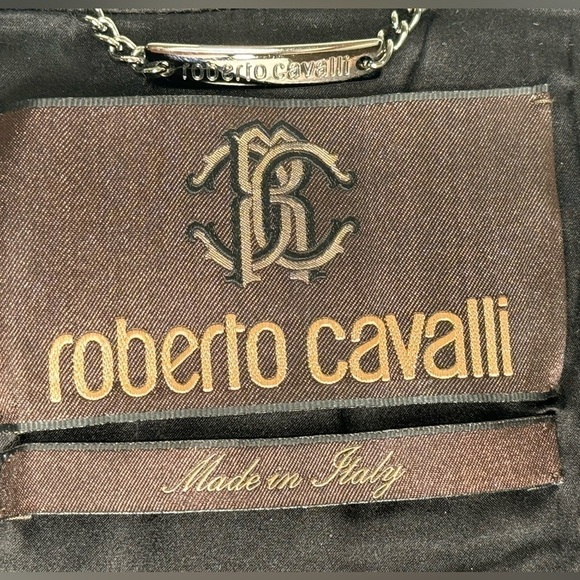 roberto cavalli
RC
roberto cavalli
Made in Italy